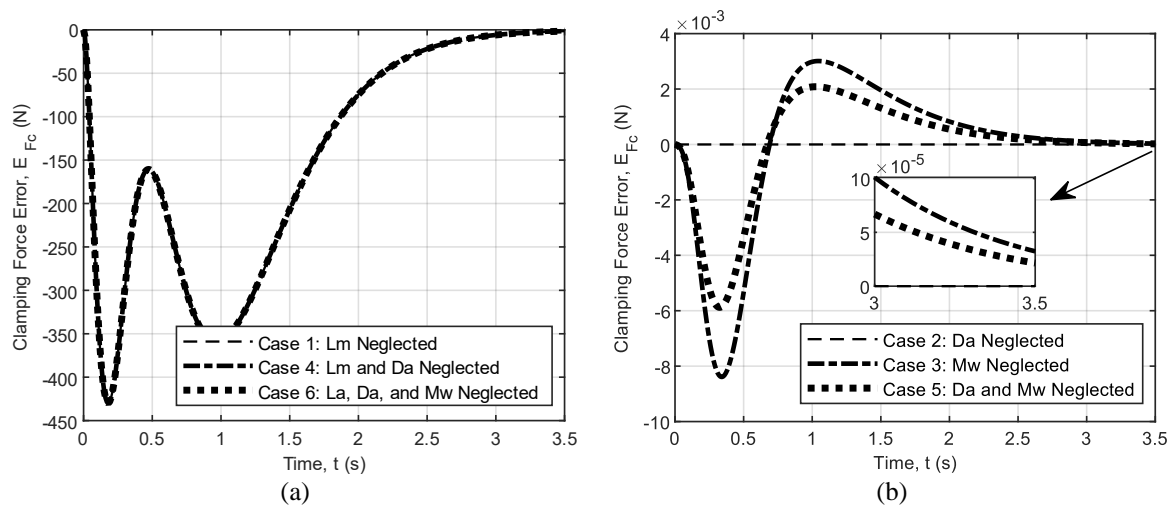 0
-50
-100
-150
-200
-250
-300
-350
-400
-450
Clamping Force Error, E_Fc (N)
Case 1: Lm Neglected
Case 4: Lm and Da Neglected
Case 6: La, Da, and Mw Neglected
0 0.5 1 1.5 2 2.5 3 3.5
Time, t (s)
(a)
×10^-3
4
2
0
-2
-4
-6
-8
-10
Clamping Force Error, E_Fc (N)
×10^-5
10
5
0
3 3.5
Case 2: Da Neglected
Case 3: Mw Neglected
Case 5: Da and Mw Neglected
0 0.5 1 1.5 2 2.5 3 3.5
Time, t (s)
(b)